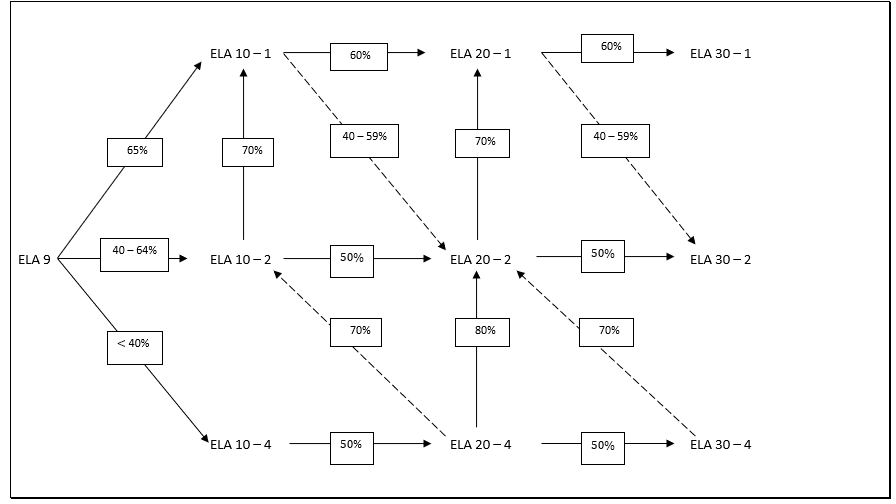 ELA 10 – 1
60%
ELA 20 – 1
60%
ELA 30 – 1
65%
70%
40 – 59%
70%
40 – 59%
ELA 9
40 – 64%
ELA 10 – 2
50%
ELA 20 – 2
50%
ELA 30 – 2
< 40%
70%
80%
70%
ELA 10 – 4
50%
ELA 20 – 4
50%
ELA 30 – 4